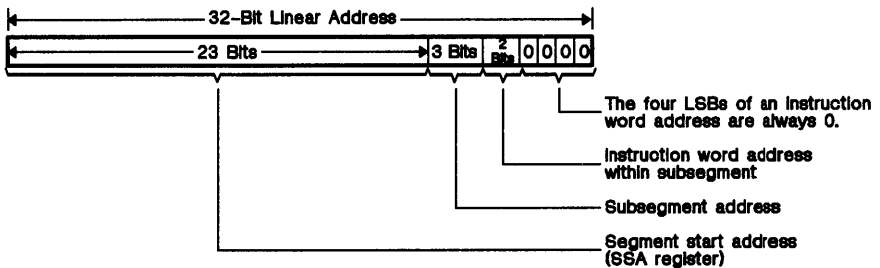 32-Bit Linear Address
23 Bits 3 Bits 2 Bits 0 0 0 0
The four LSBs of an instruction
word address are always 0.
Instruction word address
within subsegment
Subsegment address
Segment start address
(SSA register)